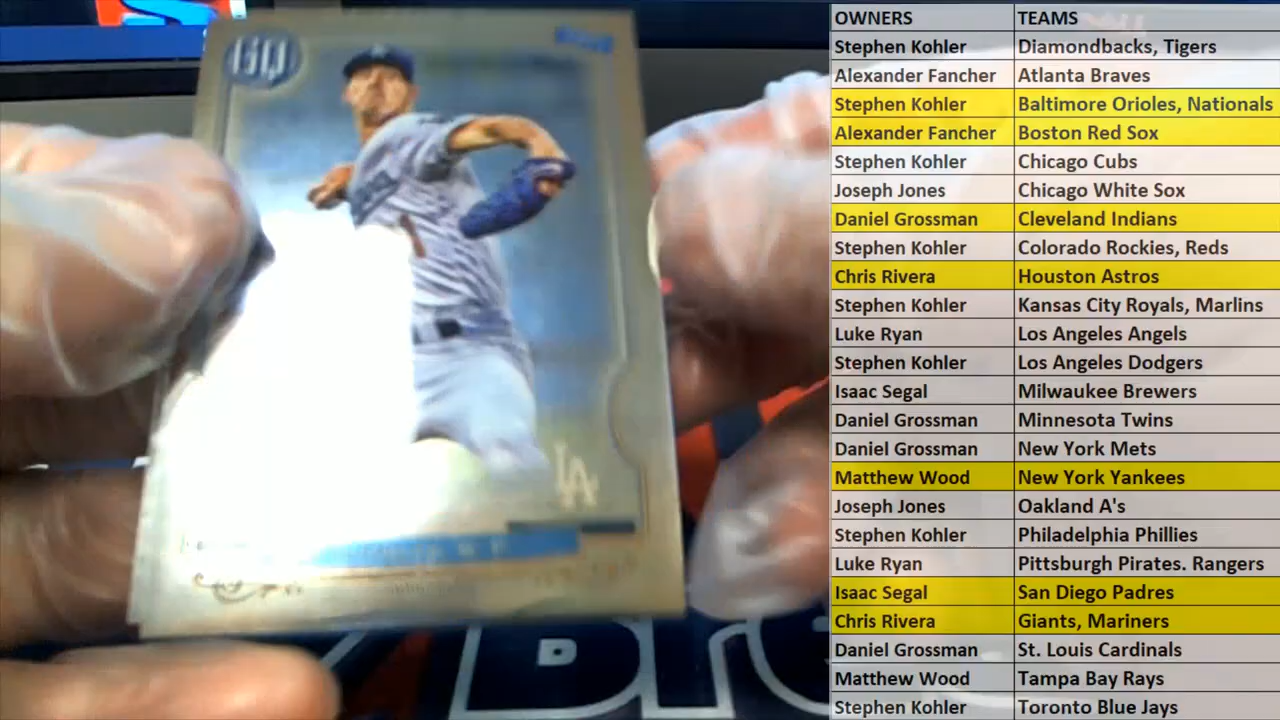 GQ
LA
OWNERS TEAMS
Stephen Kohler Diamondbacks, Tigers
Alexander Fancher Atlanta Braves
Stephen Kohler Baltimore Orioles, Nationals
Alexander Fancher Boston Red Sox
Stephen Kohler Chicago Cubs
Joseph Jones Chicago White Sox
Daniel Grossman Cleveland Indians
Stephen Kohler Colorado Rockies, Reds
Chris Rivera Houston Astros
Stephen Kohler Kansas City Royals, Marlins
Luke Ryan Los Angeles Angels
Stephen Kohler Los Angeles Dodgers
Isaac Segal Milwaukee Brewers
Daniel Grossman Minnesota Twins
Daniel Grossman New York Mets
Matthew Wood New York Yankees
Joseph Jones Oakland A's
Stephen Kohler Philadelphia Phillies
Luke Ryan Pittsburgh Pirates. Rangers
Isaac Segal San Diego Padres
Chris Rivera Giants, Mariners
Daniel Grossman St. Louis Cardinals
Matthew Wood Tampa Bay Rays
Stephen Kohler Toronto Blue Jays